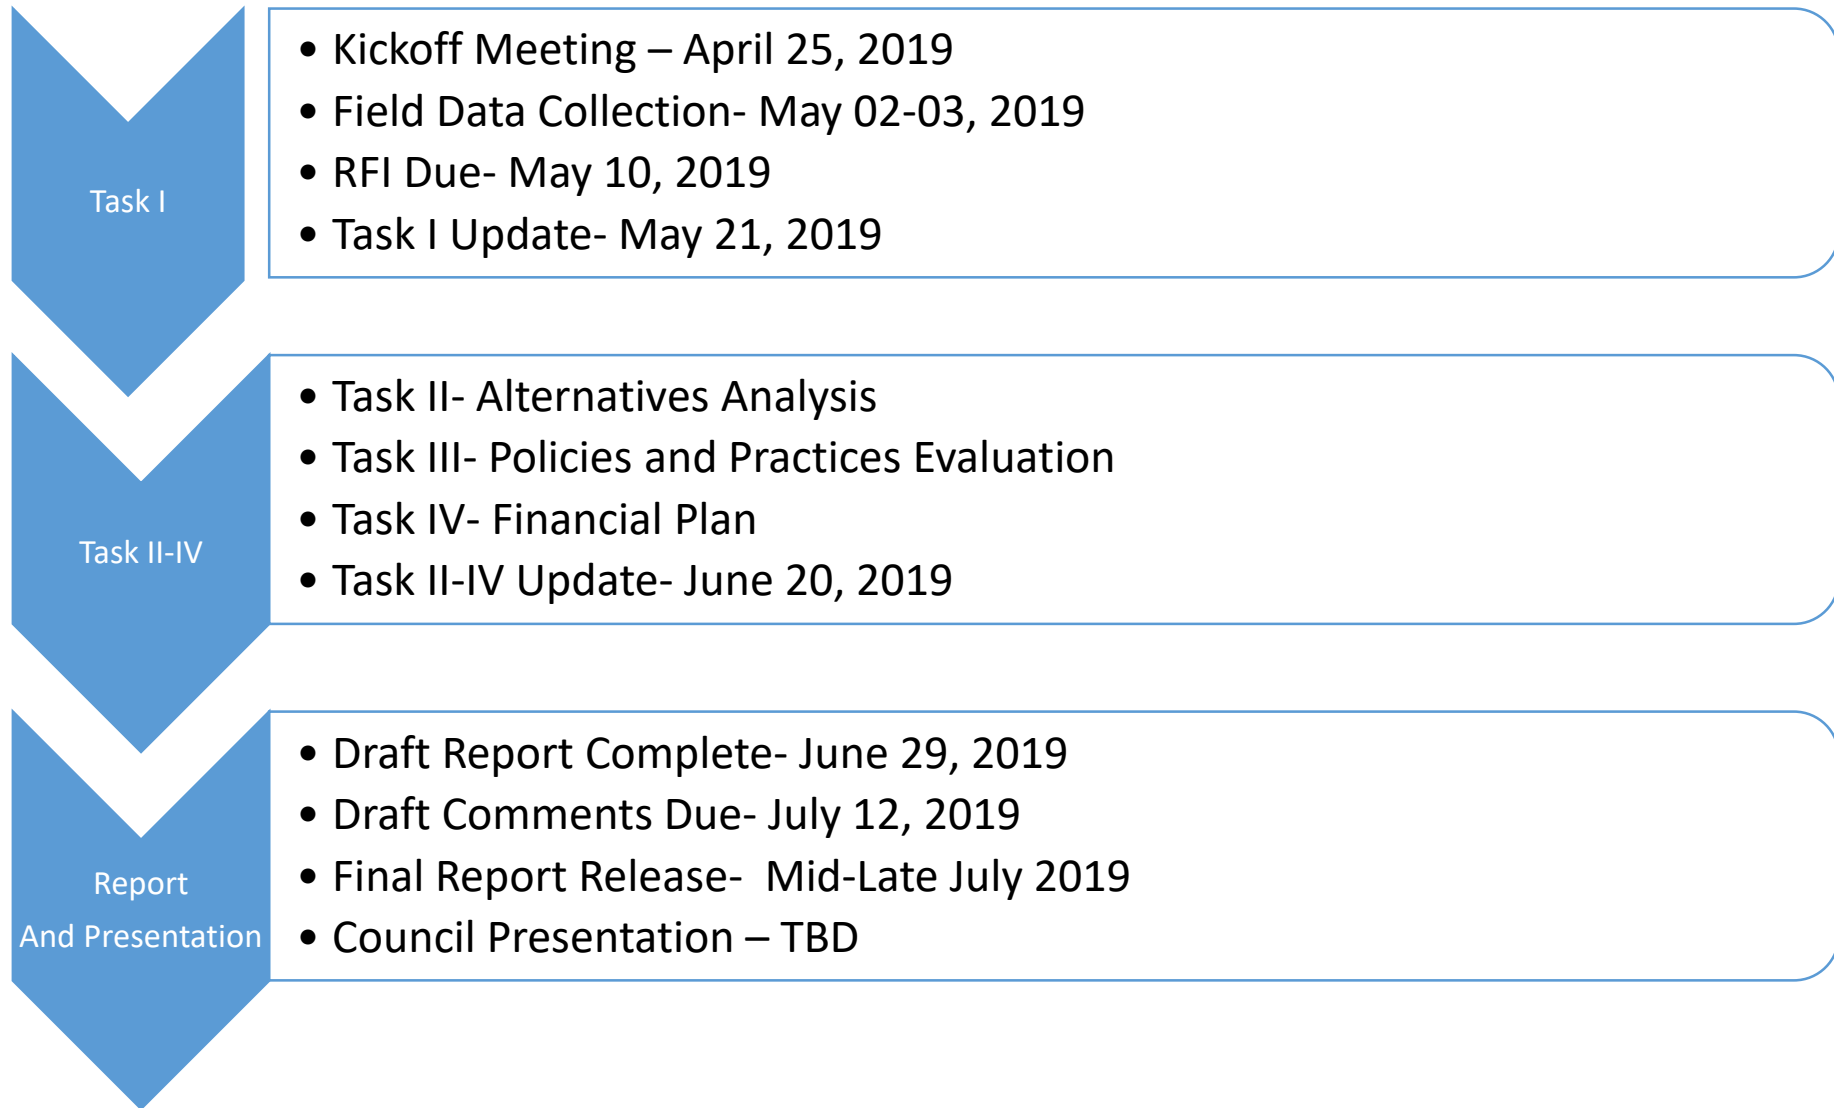 Task I
• Kickoff Meeting – April 25, 2019
• Field Data Collection- May 02-03, 2019
• RFI Due- May 10, 2019
• Task I Update- May 21, 2019
Task II-IV
• Task II- Alternatives Analysis
• Task III- Policies and Practices Evaluation
• Task IV- Financial Plan
• Task II-IV Update- June 20, 2019
Report
And Presentation
• Draft Report Complete- June 29, 2019
• Draft Comments Due- July 12, 2019
• Final Report Release-  Mid-Late July 2019
• Council Presentation – TBD